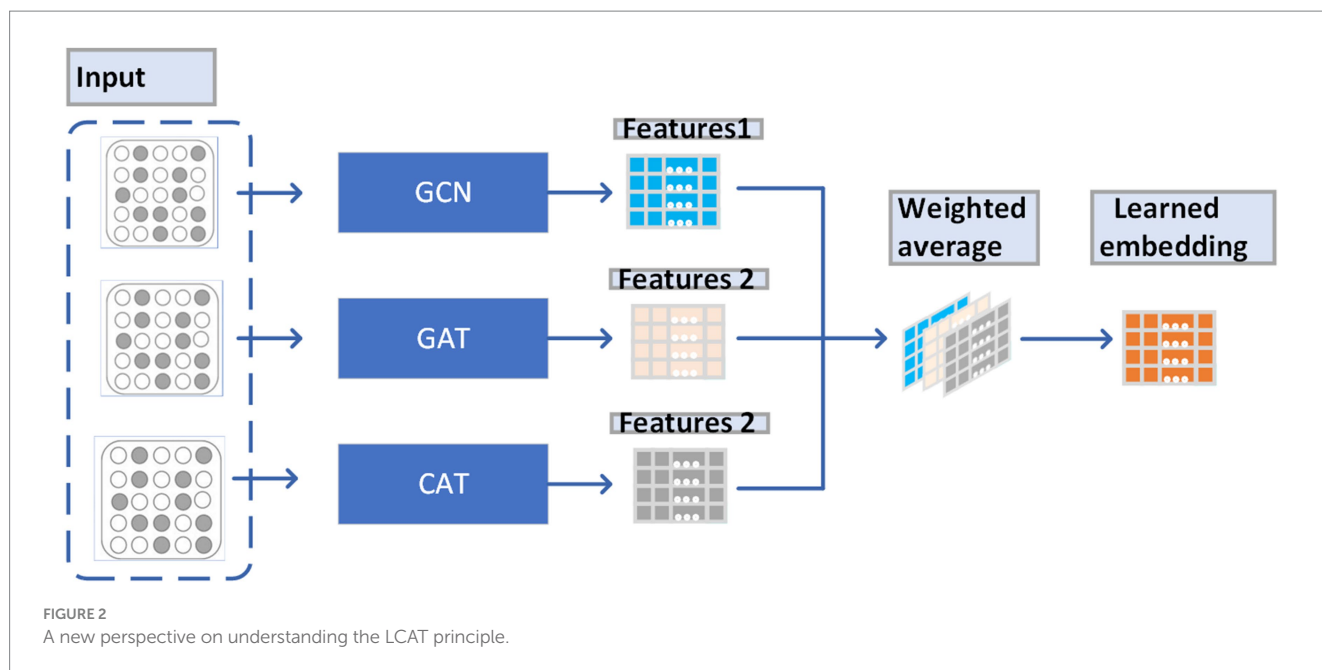 Input
GCN
Features1
GAT
Features 2
CAT
Features 2
Weighted
average
Learned
embedding
FIGURE 2
A new perspective on understanding the LCAT principle.